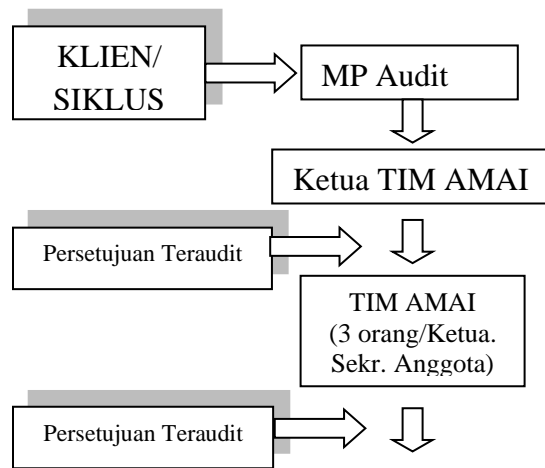 KLIEN/
SIKLUS
MP Audit
Ketua TIM AMAI
Persetujuan Teraudit
TIM AMAI
(3 orang/Ketua.
Sekr. Anggota)
Persetujuan Teraudit